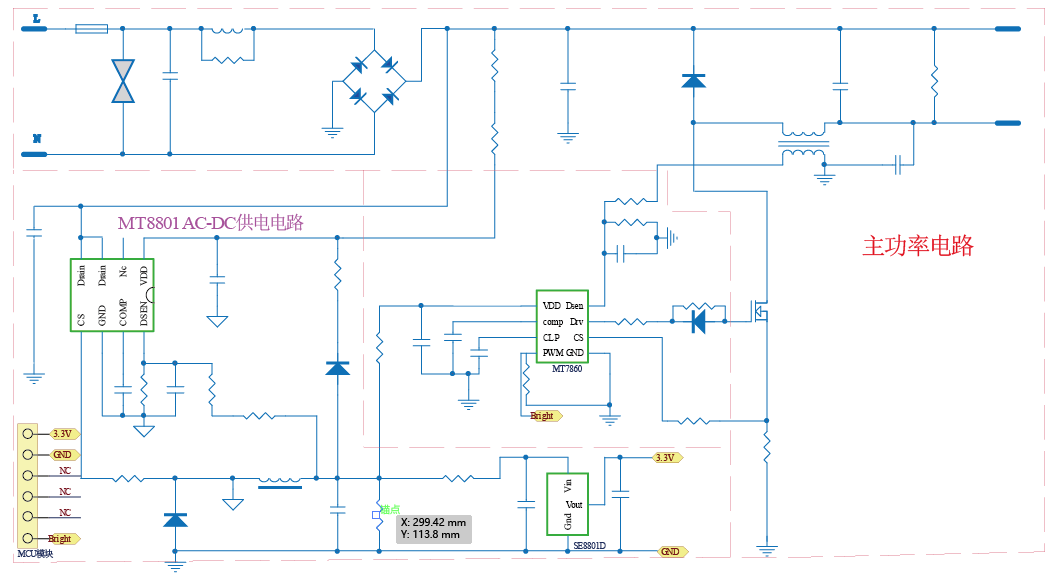 L
N
MT8801 AC-DC供电电路
主功率电路
Drain
Drain
Nc
VDD
CS
GND
COMP
DSEN
VDD Dsen
comp Drv
CLP CS
PWM GND
MT7860
Bright
3.3V
GND
NC
NC
NC
Bright
MCU模块
3.3V
Vin
Vout
Gnd
SE8801D
GND
锚点
X: 299.42 mm
Y: 113.8 mm